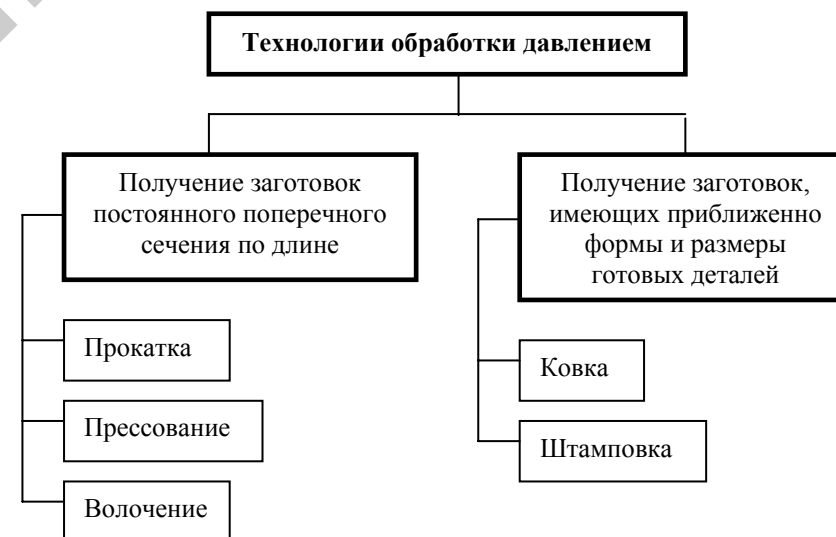 Технологии обработки давлением
Получение заготовок
постоянного поперечного
сечения по длине
Прокатка
Прессование
Волочение
Получение заготовок,
имеющих приближенно
формы и размеры
готовых деталей
Ковка
Штамповка